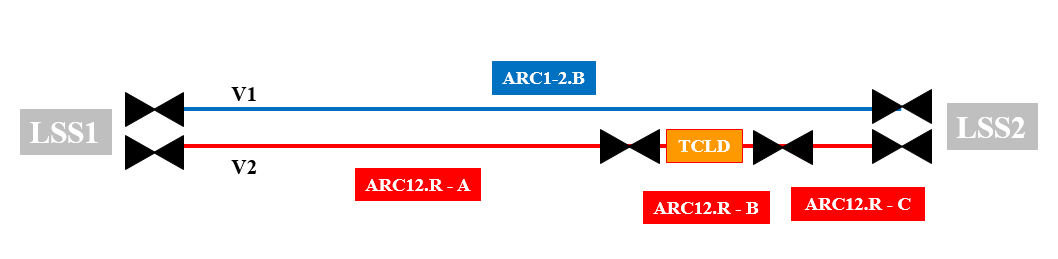 ARC1-2.B
V1
LSS1
LSS2
TCLD
V2
ARC12.R - A
ARC12.R - B
ARC12.R - C